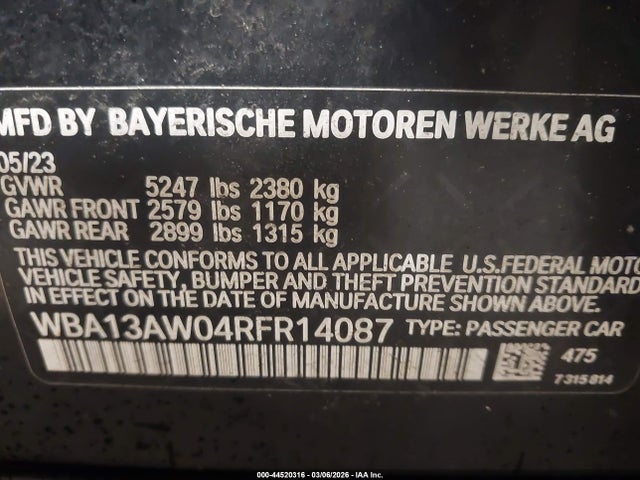 MFD BY BAYERISCHE MOTOREN WERKE AG
05/23
GVWR 5247 lbs 2380 kg
GAWR FRONT 2579 lbs 1170 kg
GAWR REAR 2899 lbs 1315 kg
THIS VEHICLE CONFORMS TO ALL APPLICABLE U.S.FEDERAL MOTO
VEHICLE SAFETY, BUMPER AND THEFT PREVENTION STANDARD
IN EFFECT ON THE DATE OF MANUFACTURE SHOWN ABOVE.
WBA13AW04RFR14087 TYPE: PASSENGER CAR
475
7315814
000-44520316 - 03/06/2026 - IAA Inc.